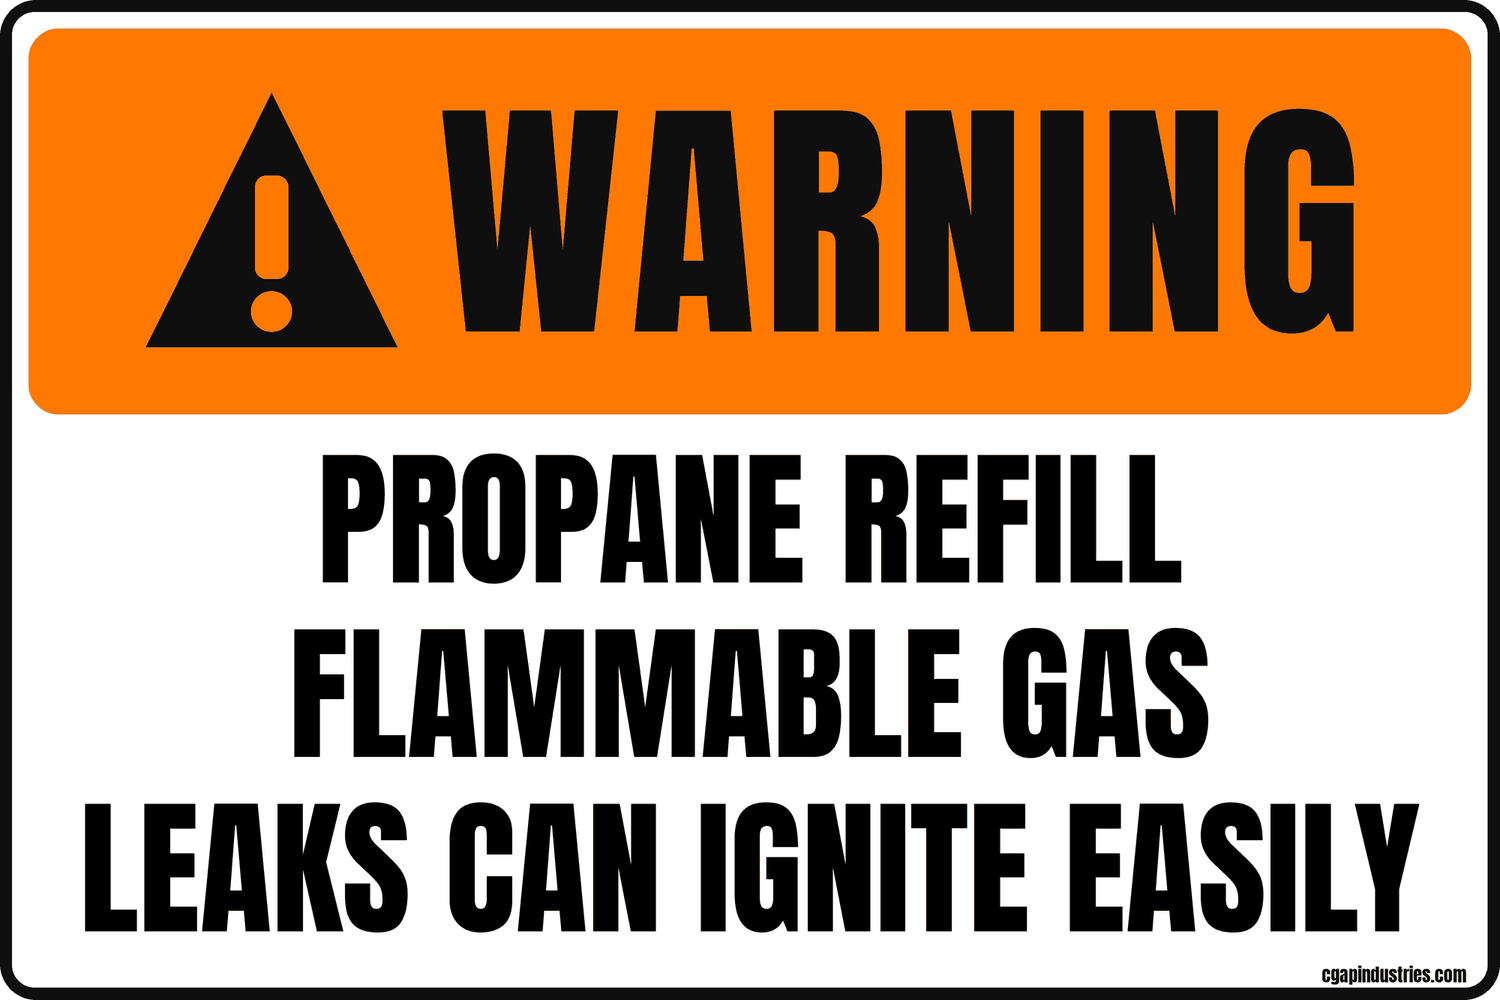 WARNING
PROPANE REFILL
FLAMMABLE GAS
LEAKS CAN IGNITE EASILY
cgapindustries.com